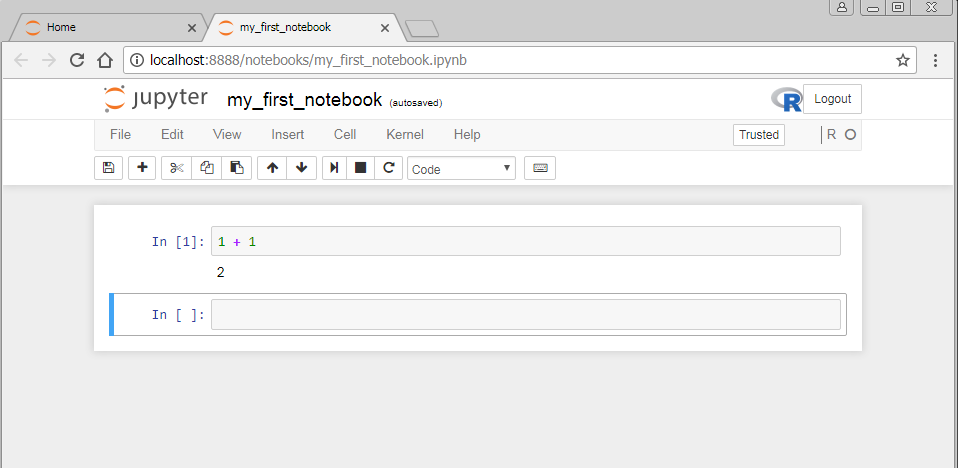 Home
my_first_notebook
localhost:8888/notebooks/my_first_notebook.ipynb
jupyter my_first_notebook (autosaved) R Logout
File Edit View Insert Cell Kernel Help Trusted R
Code
In [1]: 1 + 1
2
In [ ]: